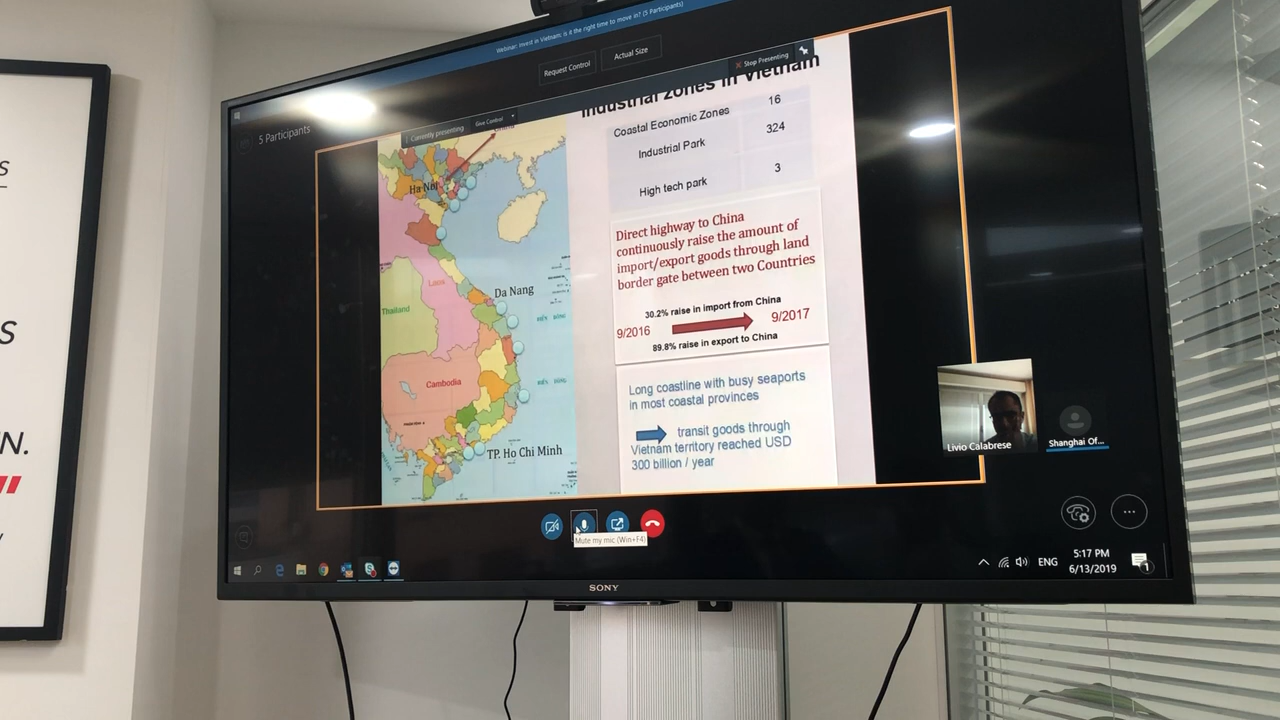 Webinar: Invest in Vietnam: is it the right time to move in? (5 Participants)
Request Control
Actual Size
5 Participants
Currently presenting
Give Control
Stop Presenting
Industrial zones in Vietnam
Coastal Economic Zones 16
Industrial Park 324
High tech park 3
Direct highway to China
continuously raise the amount of
import/export goods through land
border gate between two Countries
30.2% raise in import from China
9/2016
9/2017
89.8% raise in export to China
Long coastline with busy seaports
in most coastal provinces
transit goods through
Vietnam territory reached USD
300 billion / year
Ha Noi
Laos
Thailand
Da Nang
Cambodia
TP. Ho Chi Minh
Livio Calabrese
Shanghai Of...
Mute my mic (Win+F4)
ENG
5:17 PM
6/13/2019
1
SONY
S
S
N.